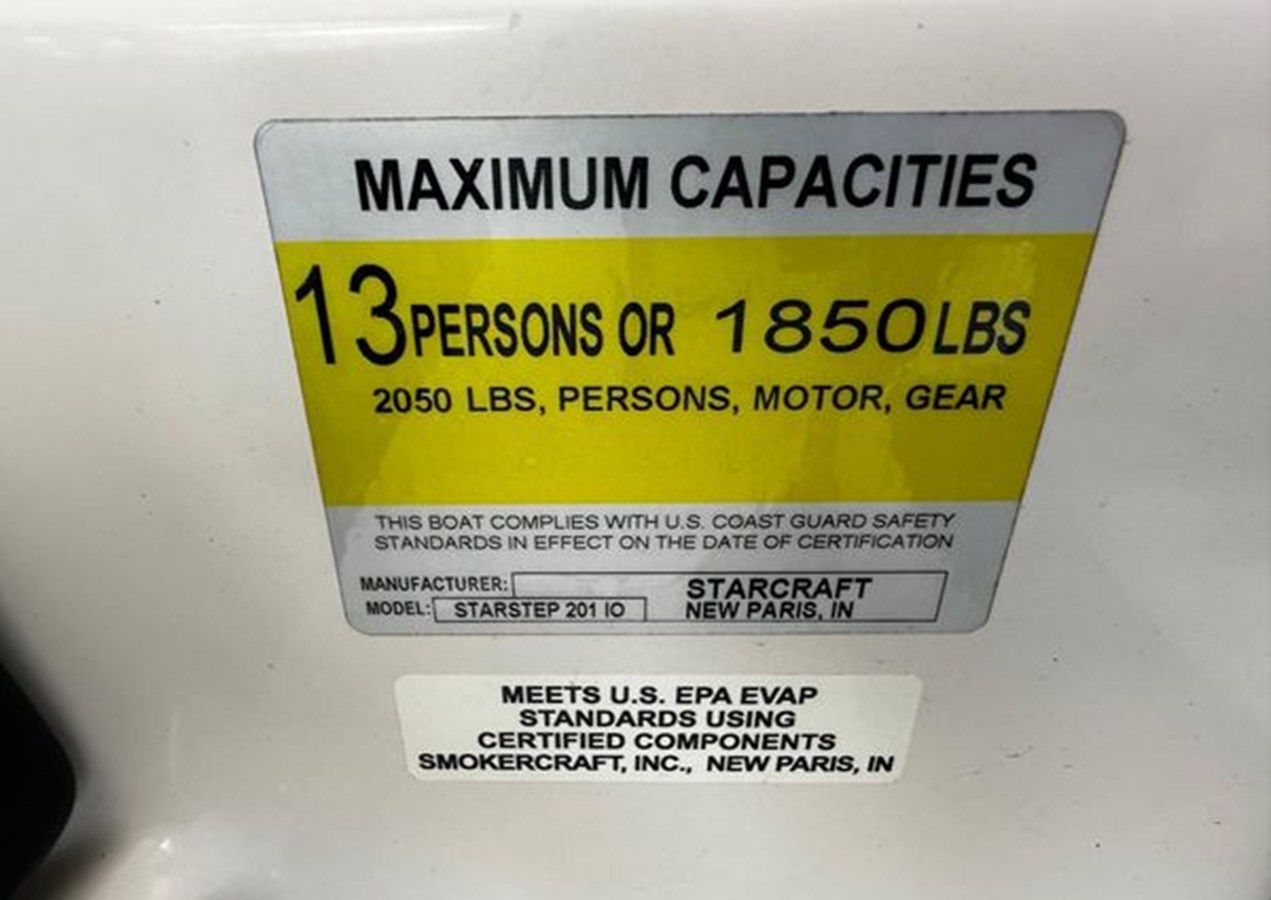 MAXIMUM CAPACITIES
13 PERSONS OR 1850 LBS
2050 LBS, PERSONS, MOTOR, GEAR
THIS BOAT COMPLIES WITH U.S. COAST GUARD SAFETY
STANDARDS IN EFFECT ON THE DATE OF CERTIFICATION
MANUFACTURER: STARCRAFT
MODEL: STARSTEP 201 IO NEW PARIS, IN
MEETS U.S. EPA EVAP
STANDARDS USING
CERTIFIED COMPONENTS
SMOKERCRAFT, INC., NEW PARIS, IN